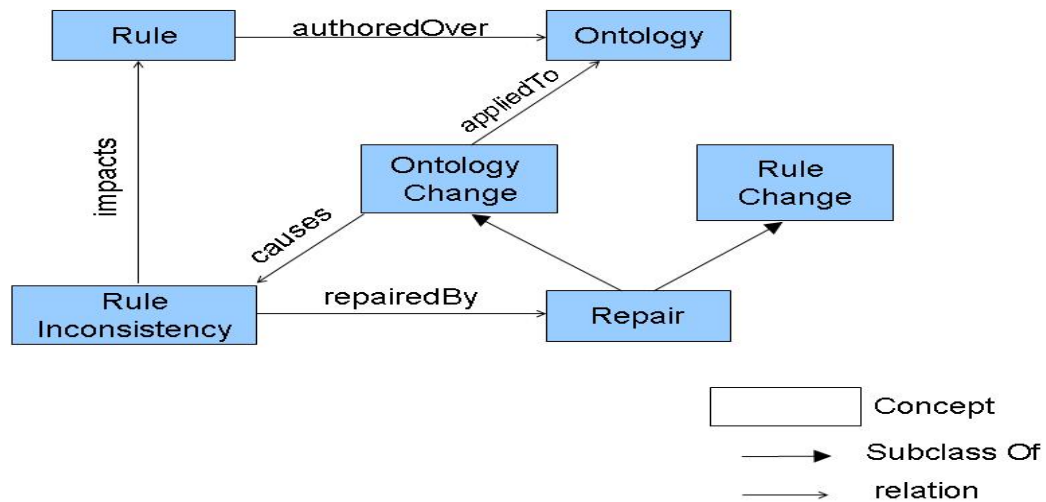 Rule
authoredOver
Ontology
appliedTo
impacts
Ontology
Change
Rule
Change
causes
Rule
Inconsistency
repairedBy
Repair
Concept
Subclass Of
relation